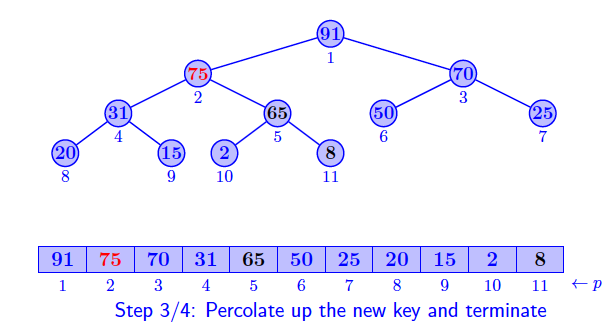 91
1
75 70
2 3
31 65 50 25
4 5 6 7
20 15 2 8
8 9 10 11
91 75 70 31 65 50 25 20 15 2 8
1 2 3 4 5 6 7 8 9 10 11 ← p
Step 3/4: Percolate up the new key and terminate